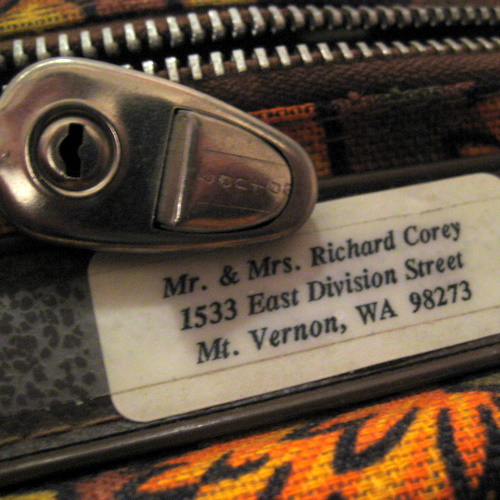 Mr. & Mrs. Richard Corey
1533 East Division Street
Mt. Vernon, WA 98273